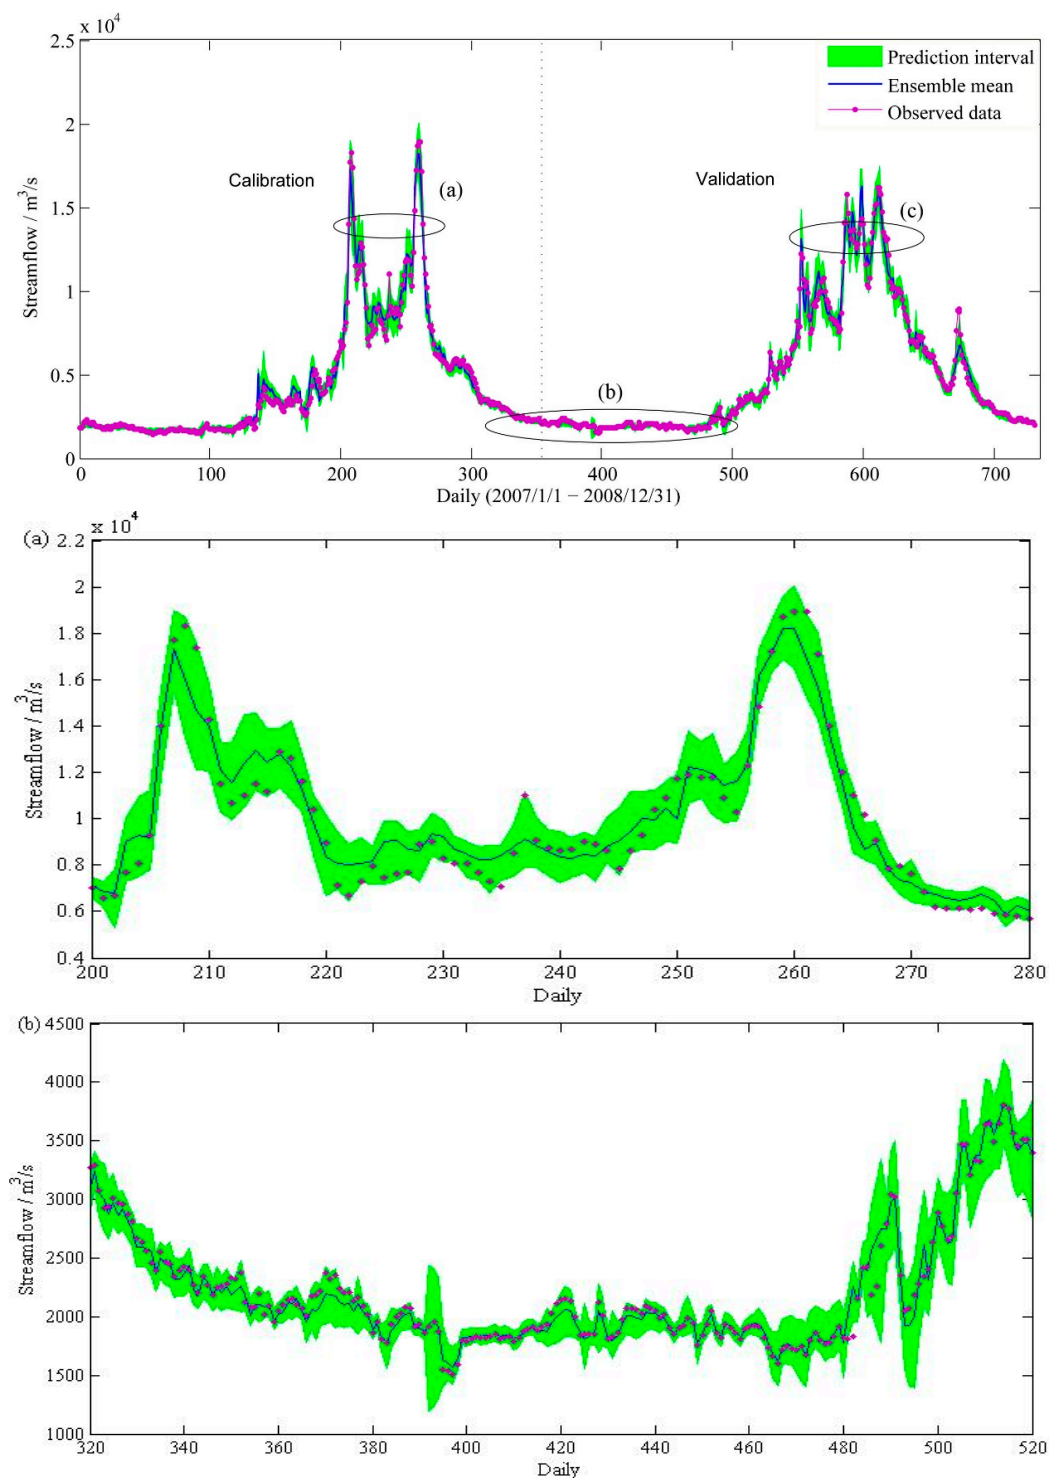 x 10^4
2.5
2
1.5
1
0.5
0
Streamflow / m^3/s
Prediction interval
Ensemble mean
Observed data
Calibration
Validation
(a)
(b)
(c)
0 100 200 300 400 500 600 700
Daily (2007/1/1 − 2008/12/31)
(a)
x 10^4
2.2
2
1.8
1.6
1.4
1.2
1
0.8
0.6
0.4
Streamflow / m^3/s
200 210 220 230 240 250 260 270 280
Daily
(b)
4500
4000
3500
3000
2500
2000
1500
1000
Streamflow / m^3/s
320 340 360 380 400 420 440 460 480 500 520
Daily